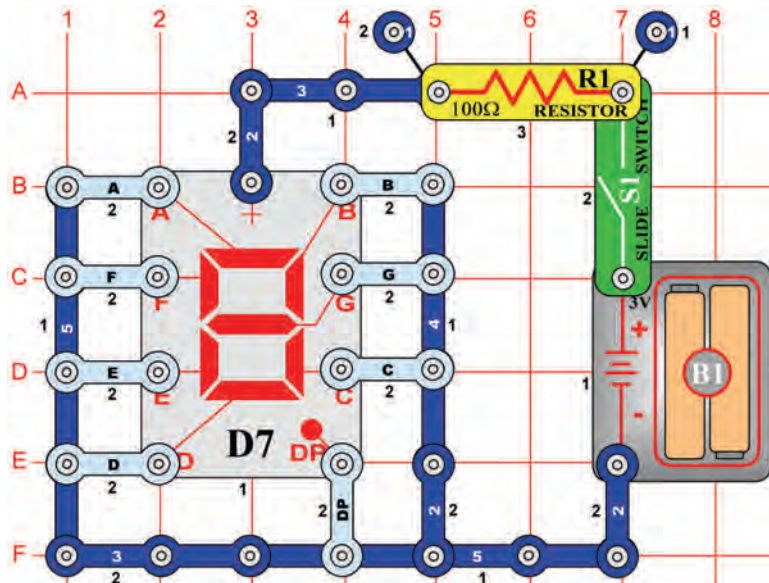 1 2 3 4 5 6 7 8
2 1 1 1
A 3 R1
100Ω RESISTOR
1 3
2 2
B A A + B B
2 2
2 S1 SLIDE SWITCH
C F F G G
2 2
1 5 4 1
3V
+
D E E C C
2 2
1 B1
-
E D D D7 DP
2 1
2 DP 2 2 2 2
F 3 5
2 1